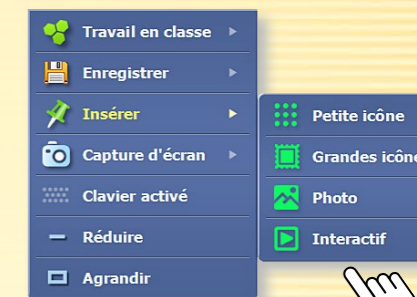 Travail en classe
Enregistrer
Insérer
Capture d'écran
Clavier activé
Réduire
Agrandir
Petite icône
Grandes icône
Photo
Interactif